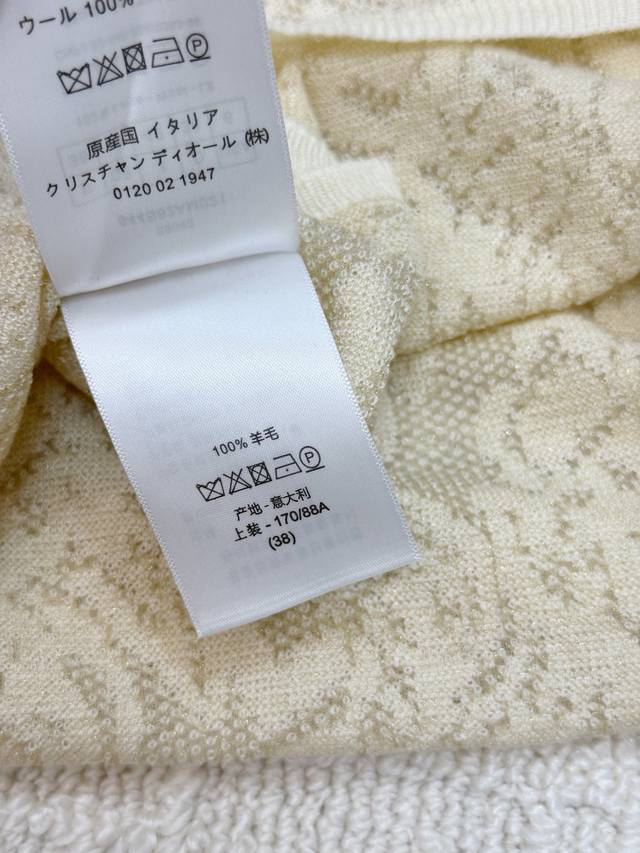 ウール 100%
原産国 イタリア
クリスチャン ディオール (株)
0120 02 1947
100% 羊毛
P
产地 - 意大利
上装 - 170/88A
(38)